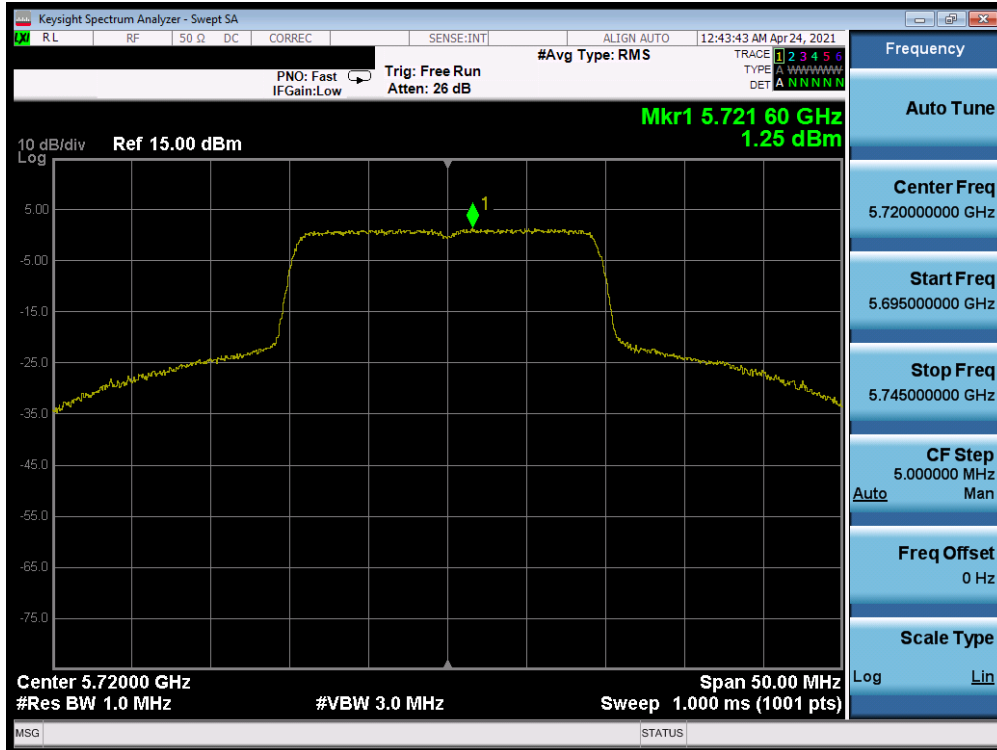 Keysight Spectrum Analyzer - Swept SA
LXI RL RF 50 Ω DC CORREC SENSE:INT ALIGN AUTO 12:43:43 AM Apr 24, 2021
PNO: Fast
IFGain:Low
Trig: Free Run
Atten: 26 dB
#Avg Type: RMS
TRACE 1 2 3 4 5 6
TYPE A WWWWW
DET A N N N N N
Mkr1 5.721 60 GHz
1.25 dBm
10 dB/div Ref 15.00 dBm
Log
1
5.00
-5.00
-15.0
-25.0
-35.0
-45.0
-55.0
-65.0
-75.0
Center 5.72000 GHz Span 50.00 MHz
#Res BW 1.0 MHz #VBW 3.0 MHz Sweep 1.000 ms (1001 pts)
MSG STATUS
Frequency
Auto Tune
Center Freq
5.720000000 GHz
Start Freq
5.695000000 GHz
Stop Freq
5.745000000 GHz
CF Step
5.000000 MHz
Auto Man
Freq Offset
0 Hz
Scale Type
Log Lin